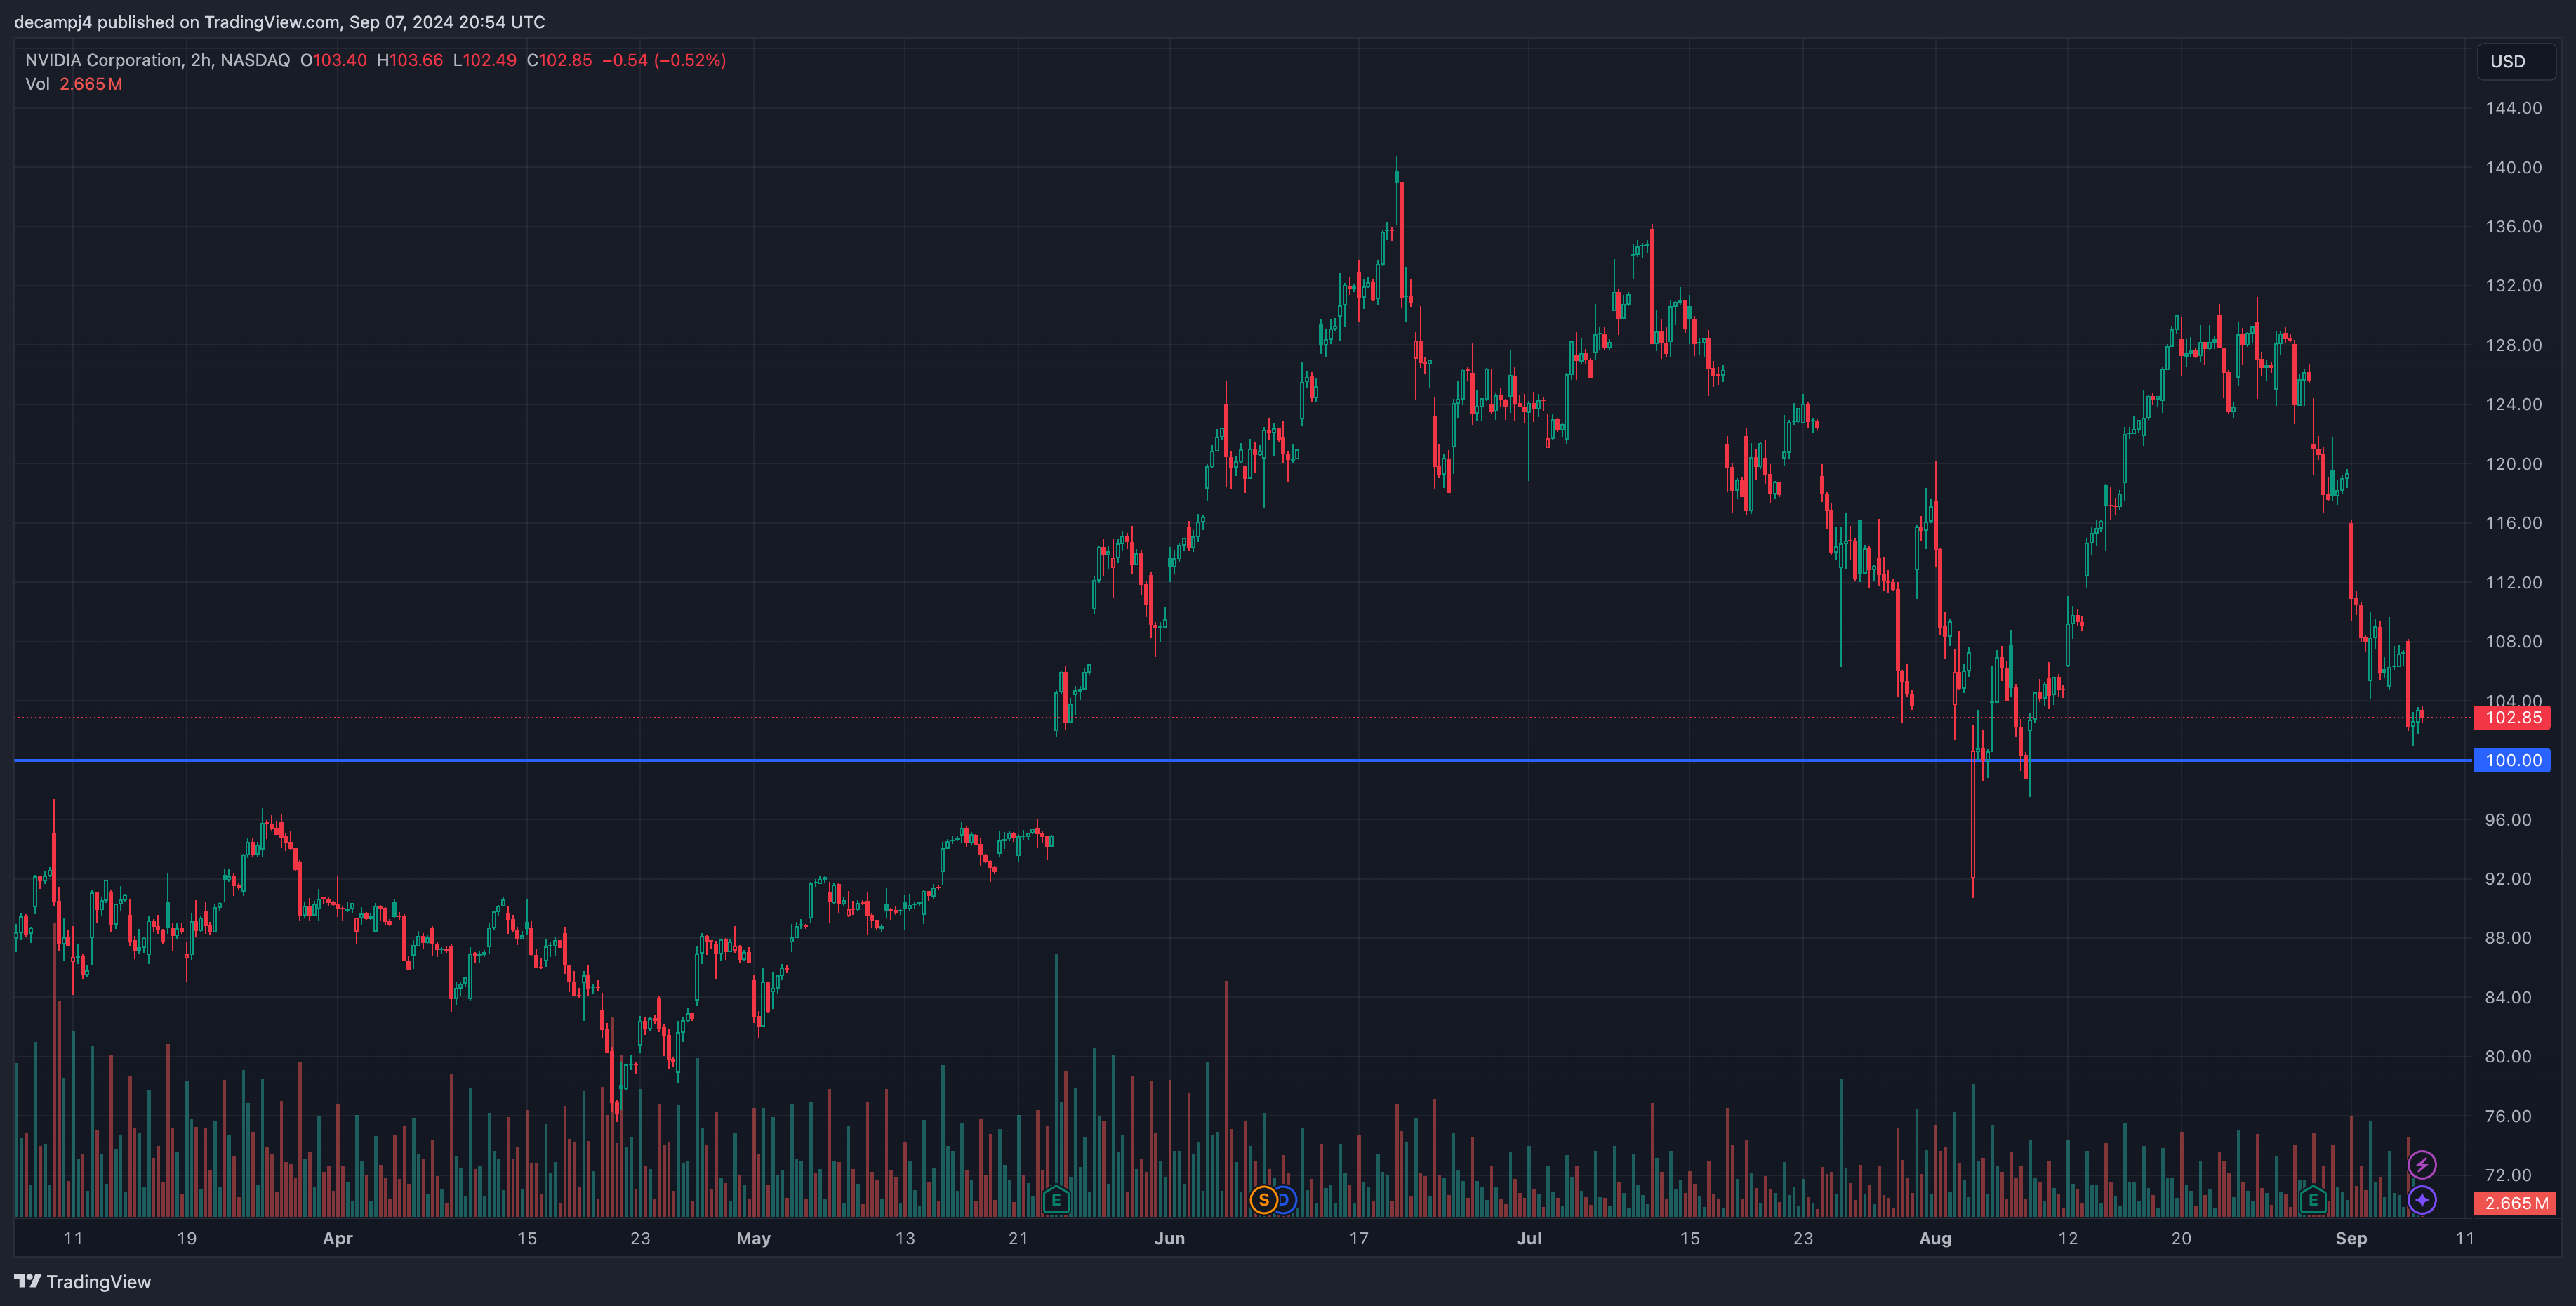 decampj4 published on TradingView.com, Sep 07, 2024 20:54 UTC
NVIDIA Corporation, 2h, NASDAQ O103.40 H103.66 L102.49 C102.85 −0.54 (−0.52%)
Vol 2.665M
USD
144.00
140.00
136.00
132.00
128.00
124.00
120.00
116.00
112.00
108.00
104.00
102.85
100.00
96.00
92.00
88.00
84.00
80.00
76.00
72.00
2.665M
E S D E
11 19 Apr 15 23 May 13 21 Jun 17 Jul 15 23 Aug 12 20 Sep 11
TradingView